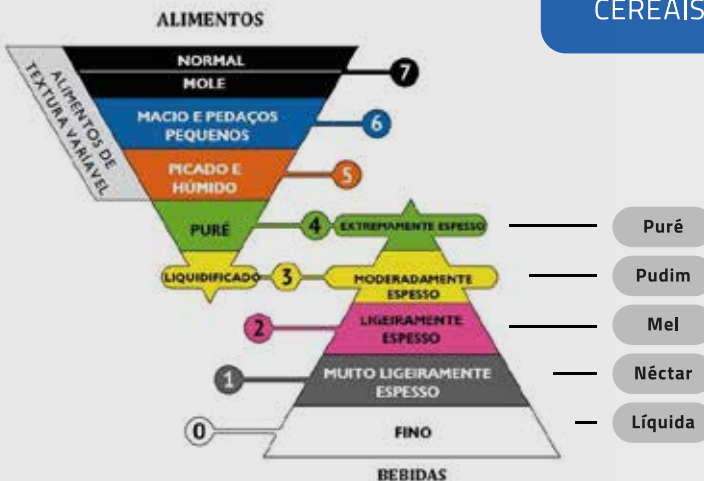 ALIMENTOS
CEREAIS
NORMAL
MOLE
7
ALIMENTOS DE
TEXTURA VARIAVEL
MACIO E PEDAÇOS
PEQUENOS
6
PICADO E
HÚMIDO
5
PURÉ
4
EXTREMAMENTE ESPESSO
Puré
LIQUIDIFICADO
3
MODERADAMENTE
ESPESSO
Pudim
2
LIGEIRAMENTE
ESPESSO
Mel
1
MUITO LIGEIRAMENTE
ESPESSO
Néctar
0
FINO
Líquida
BEBIDAS